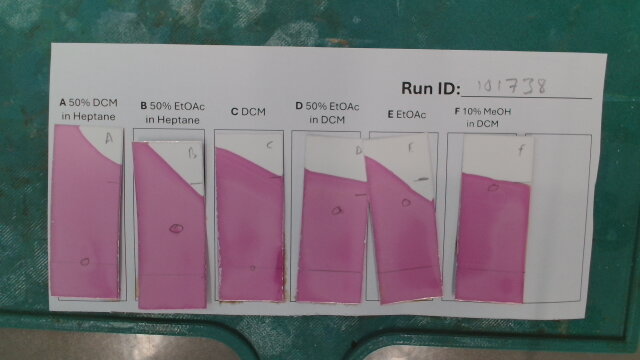 Run ID: 101738
A 50% DCM
in Heptane
B 50% EtOAc
in Heptane
C DCM
D 50% EtOAc
in DCM
E EtOAc
F 10% MeOH
in DCM
A
B
C
D
E
F